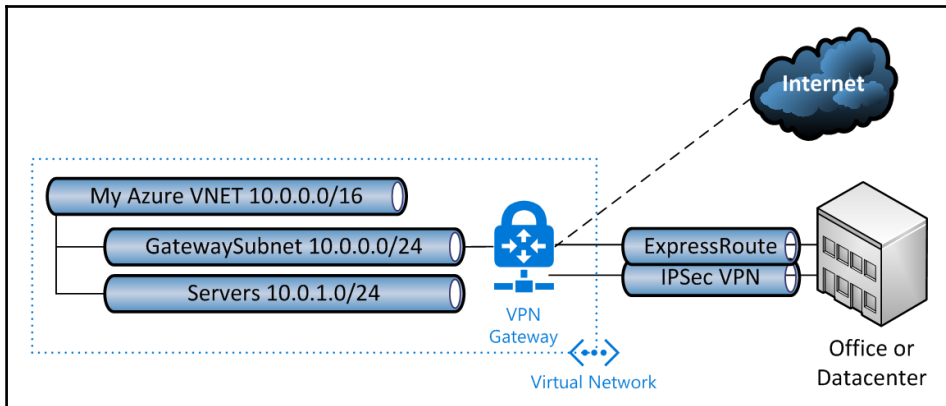 Internet
My Azure VNET 10.0.0.0/16
GatewaySubnet 10.0.0.0/24
Servers 10.0.1.0/24
VPN
Gateway
Virtual Network
ExpressRoute
IPSec VPN
Office or
Datacenter